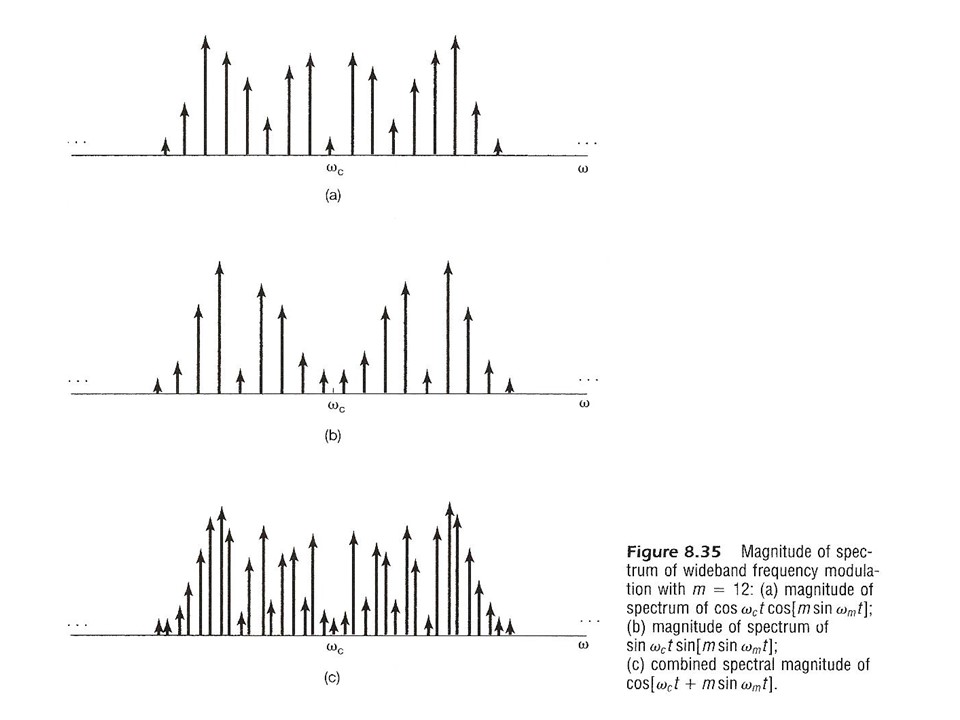 ... ...
ω_c ω
(a)
... ...
ω_c ω
(b)
... ...
ω_c ω
(c)
Figure 8.35 Magnitude of spec-
trum of wideband frequency modula-
tion with m = 12: (a) magnitude of
spectrum of cos ω_c t cos[m sin ω_m t];
(b) magnitude of spectrum of
sin ω_c t sin[m sin ω_m t];
(c) combined spectral magnitude of
cos[ω_c t + m sin ω_m t].